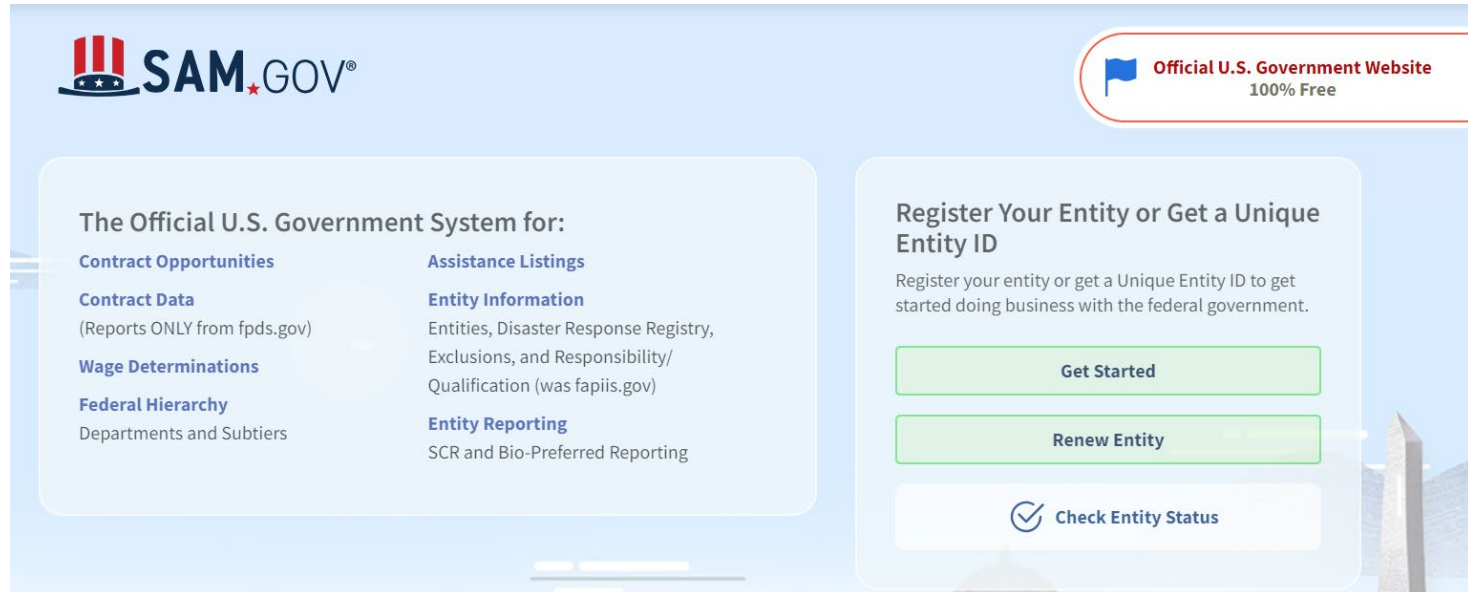 SAM.GOV®
Official U.S. Government Website
100% Free
The Official U.S. Government System for:
Contract Opportunities
Contract Data
(Reports ONLY from fpds.gov)
Wage Determinations
Federal Hierarchy
Departments and Subtiers
Assistance Listings
Entity Information
Entities, Disaster Response Registry,
Exclusions, and Responsibility/
Qualification (was fapiis.gov)
Entity Reporting
SCR and Bio-Preferred Reporting
Register Your Entity or Get a Unique
Entity ID
Register your entity or get a Unique Entity ID to get
started doing business with the federal government.
Get Started
Renew Entity
Check Entity Status